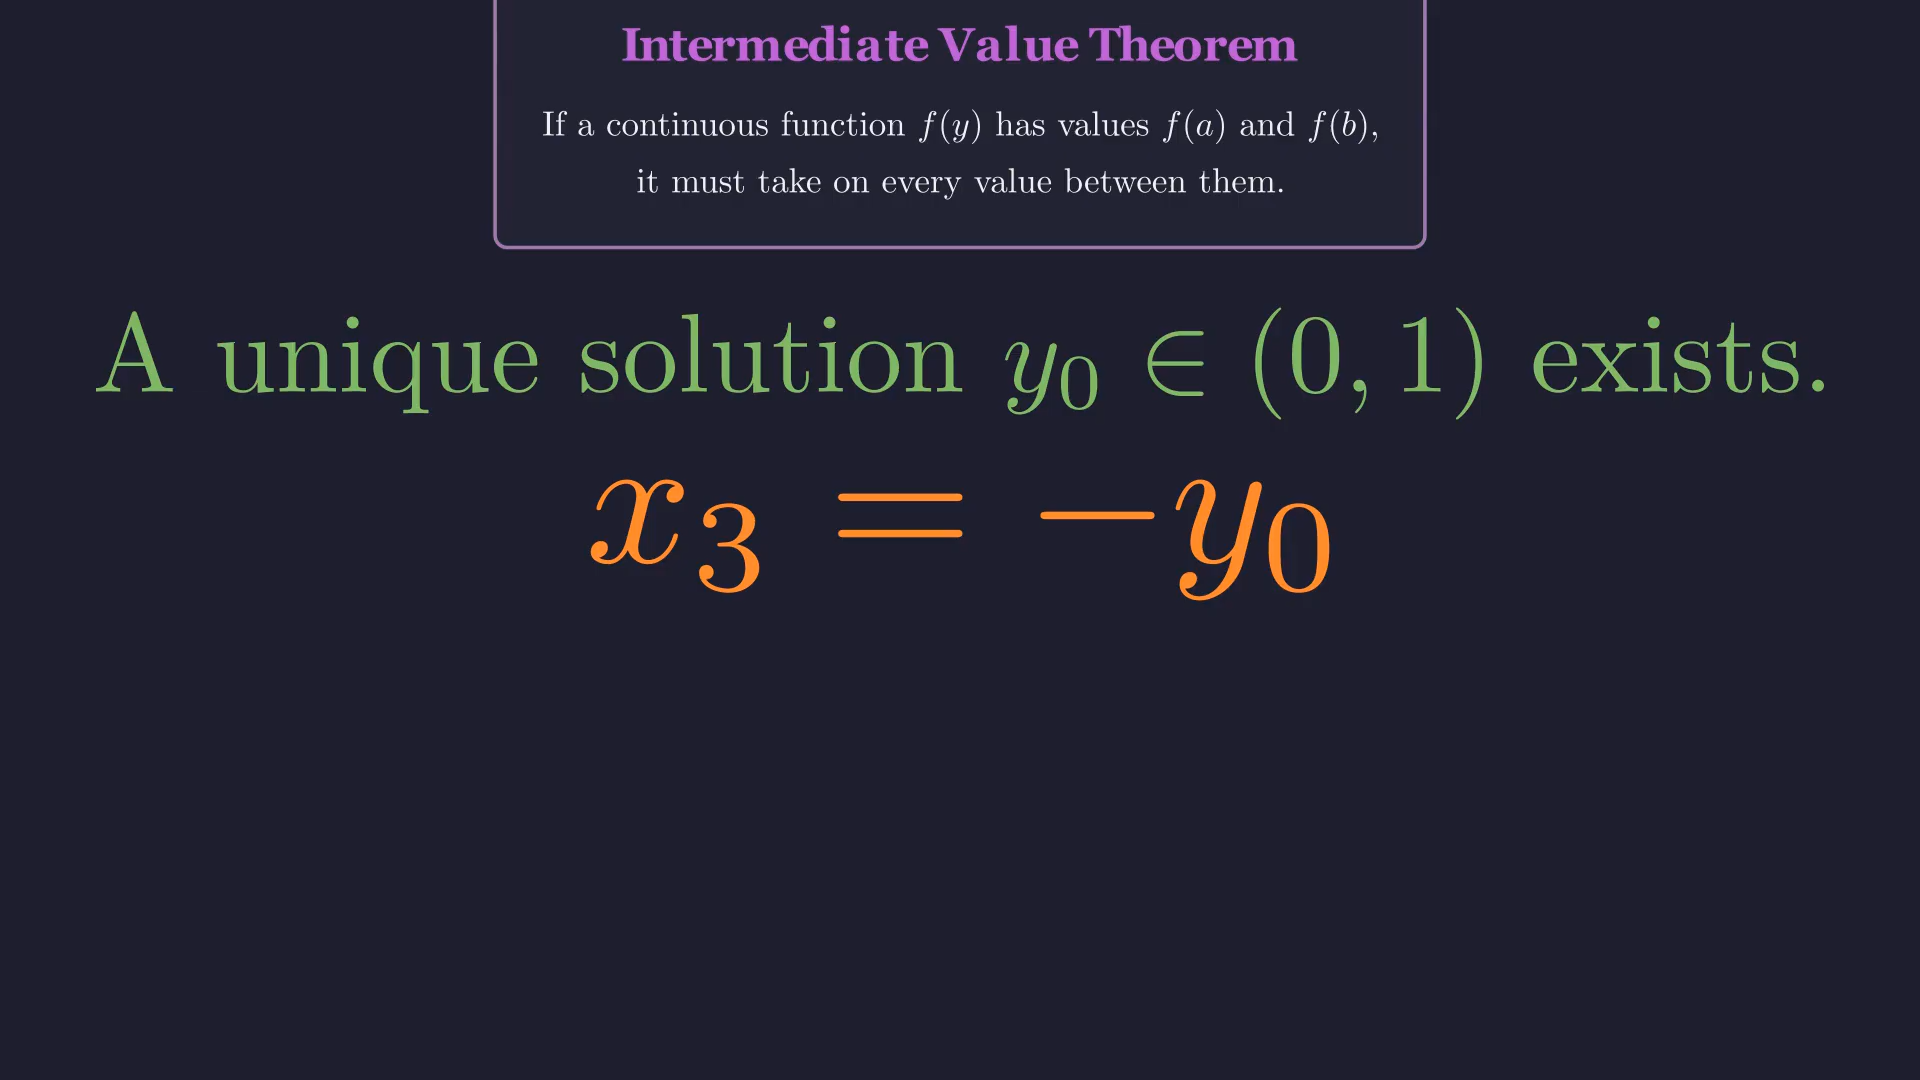 Intermediate Value Theorem
If a continuous function f(y) has values f(a) and f(b),
it must take on every value between them.
A unique solution y₀ ∈ (0, 1) exists.
x₃ = −y₀